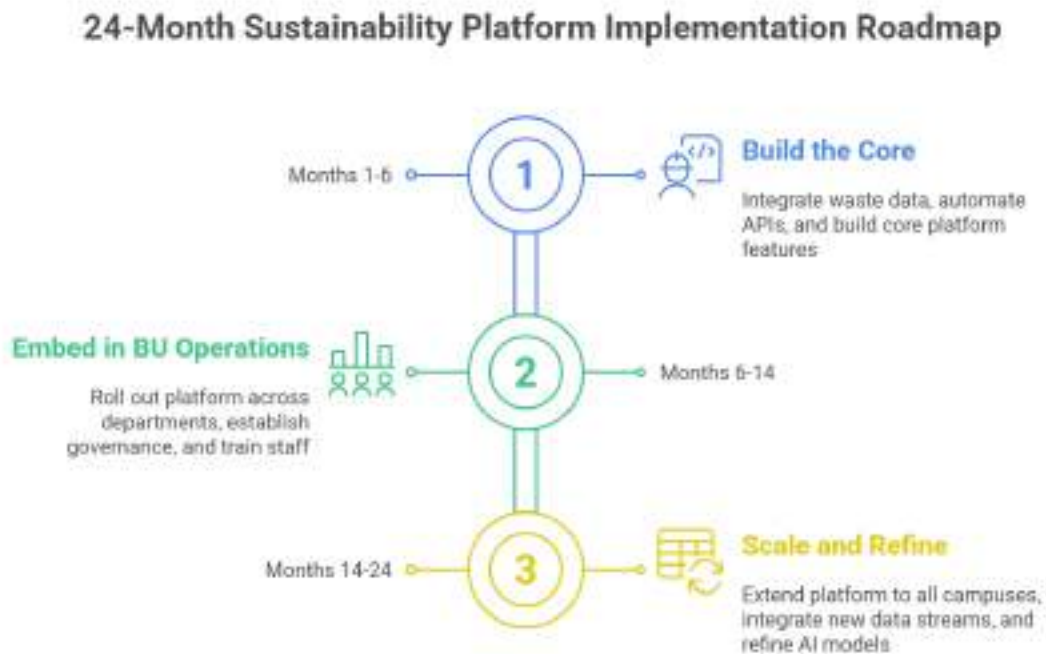 24-Month Sustainability Platform Implementation Roadmap
Months 1-6
1
</>
Build the Core
Integrate waste data, automate
APIs, and build core platform
features
Embed in BU Operations
Roll out platform across
departments, establish
governance, and train staff
2
Months 6-14
Months 14-24
3
Scale and Refine
Extend platform to all campuses,
integrate new data streams, and
refine AI models